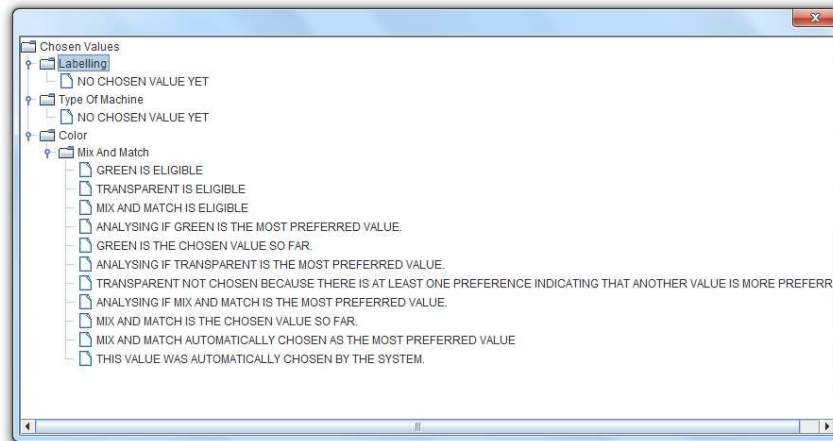 Chosen Values
Labelling
NO CHOSEN VALUE YET
Type Of Machine
NO CHOSEN VALUE YET
Color
Mix And Match
GREEN IS ELIGIBLE
TRANSPARENT IS ELIGIBLE
MIX AND MATCH IS ELIGIBLE
ANALYSING IF GREEN IS THE MOST PREFERRED VALUE.
GREEN IS THE CHOSEN VALUE SO FAR.
ANALYSING IF TRANSPARENT IS THE MOST PREFERRED VALUE.
TRANSPARENT NOT CHOSEN BECAUSE THERE IS AT LEAST ONE PREFERENCE INDICATING THAT ANOTHER VALUE IS MORE PREFERR
ANALYSING IF MIX AND MATCH IS THE MOST PREFERRED VALUE.
MIX AND MATCH IS THE CHOSEN VALUE SO FAR.
MIX AND MATCH AUTOMATICALLY CHOSEN AS THE MOST PREFERRED VALUE
THIS VALUE WAS AUTOMATICALLY CHOSEN BY THE SYSTEM.